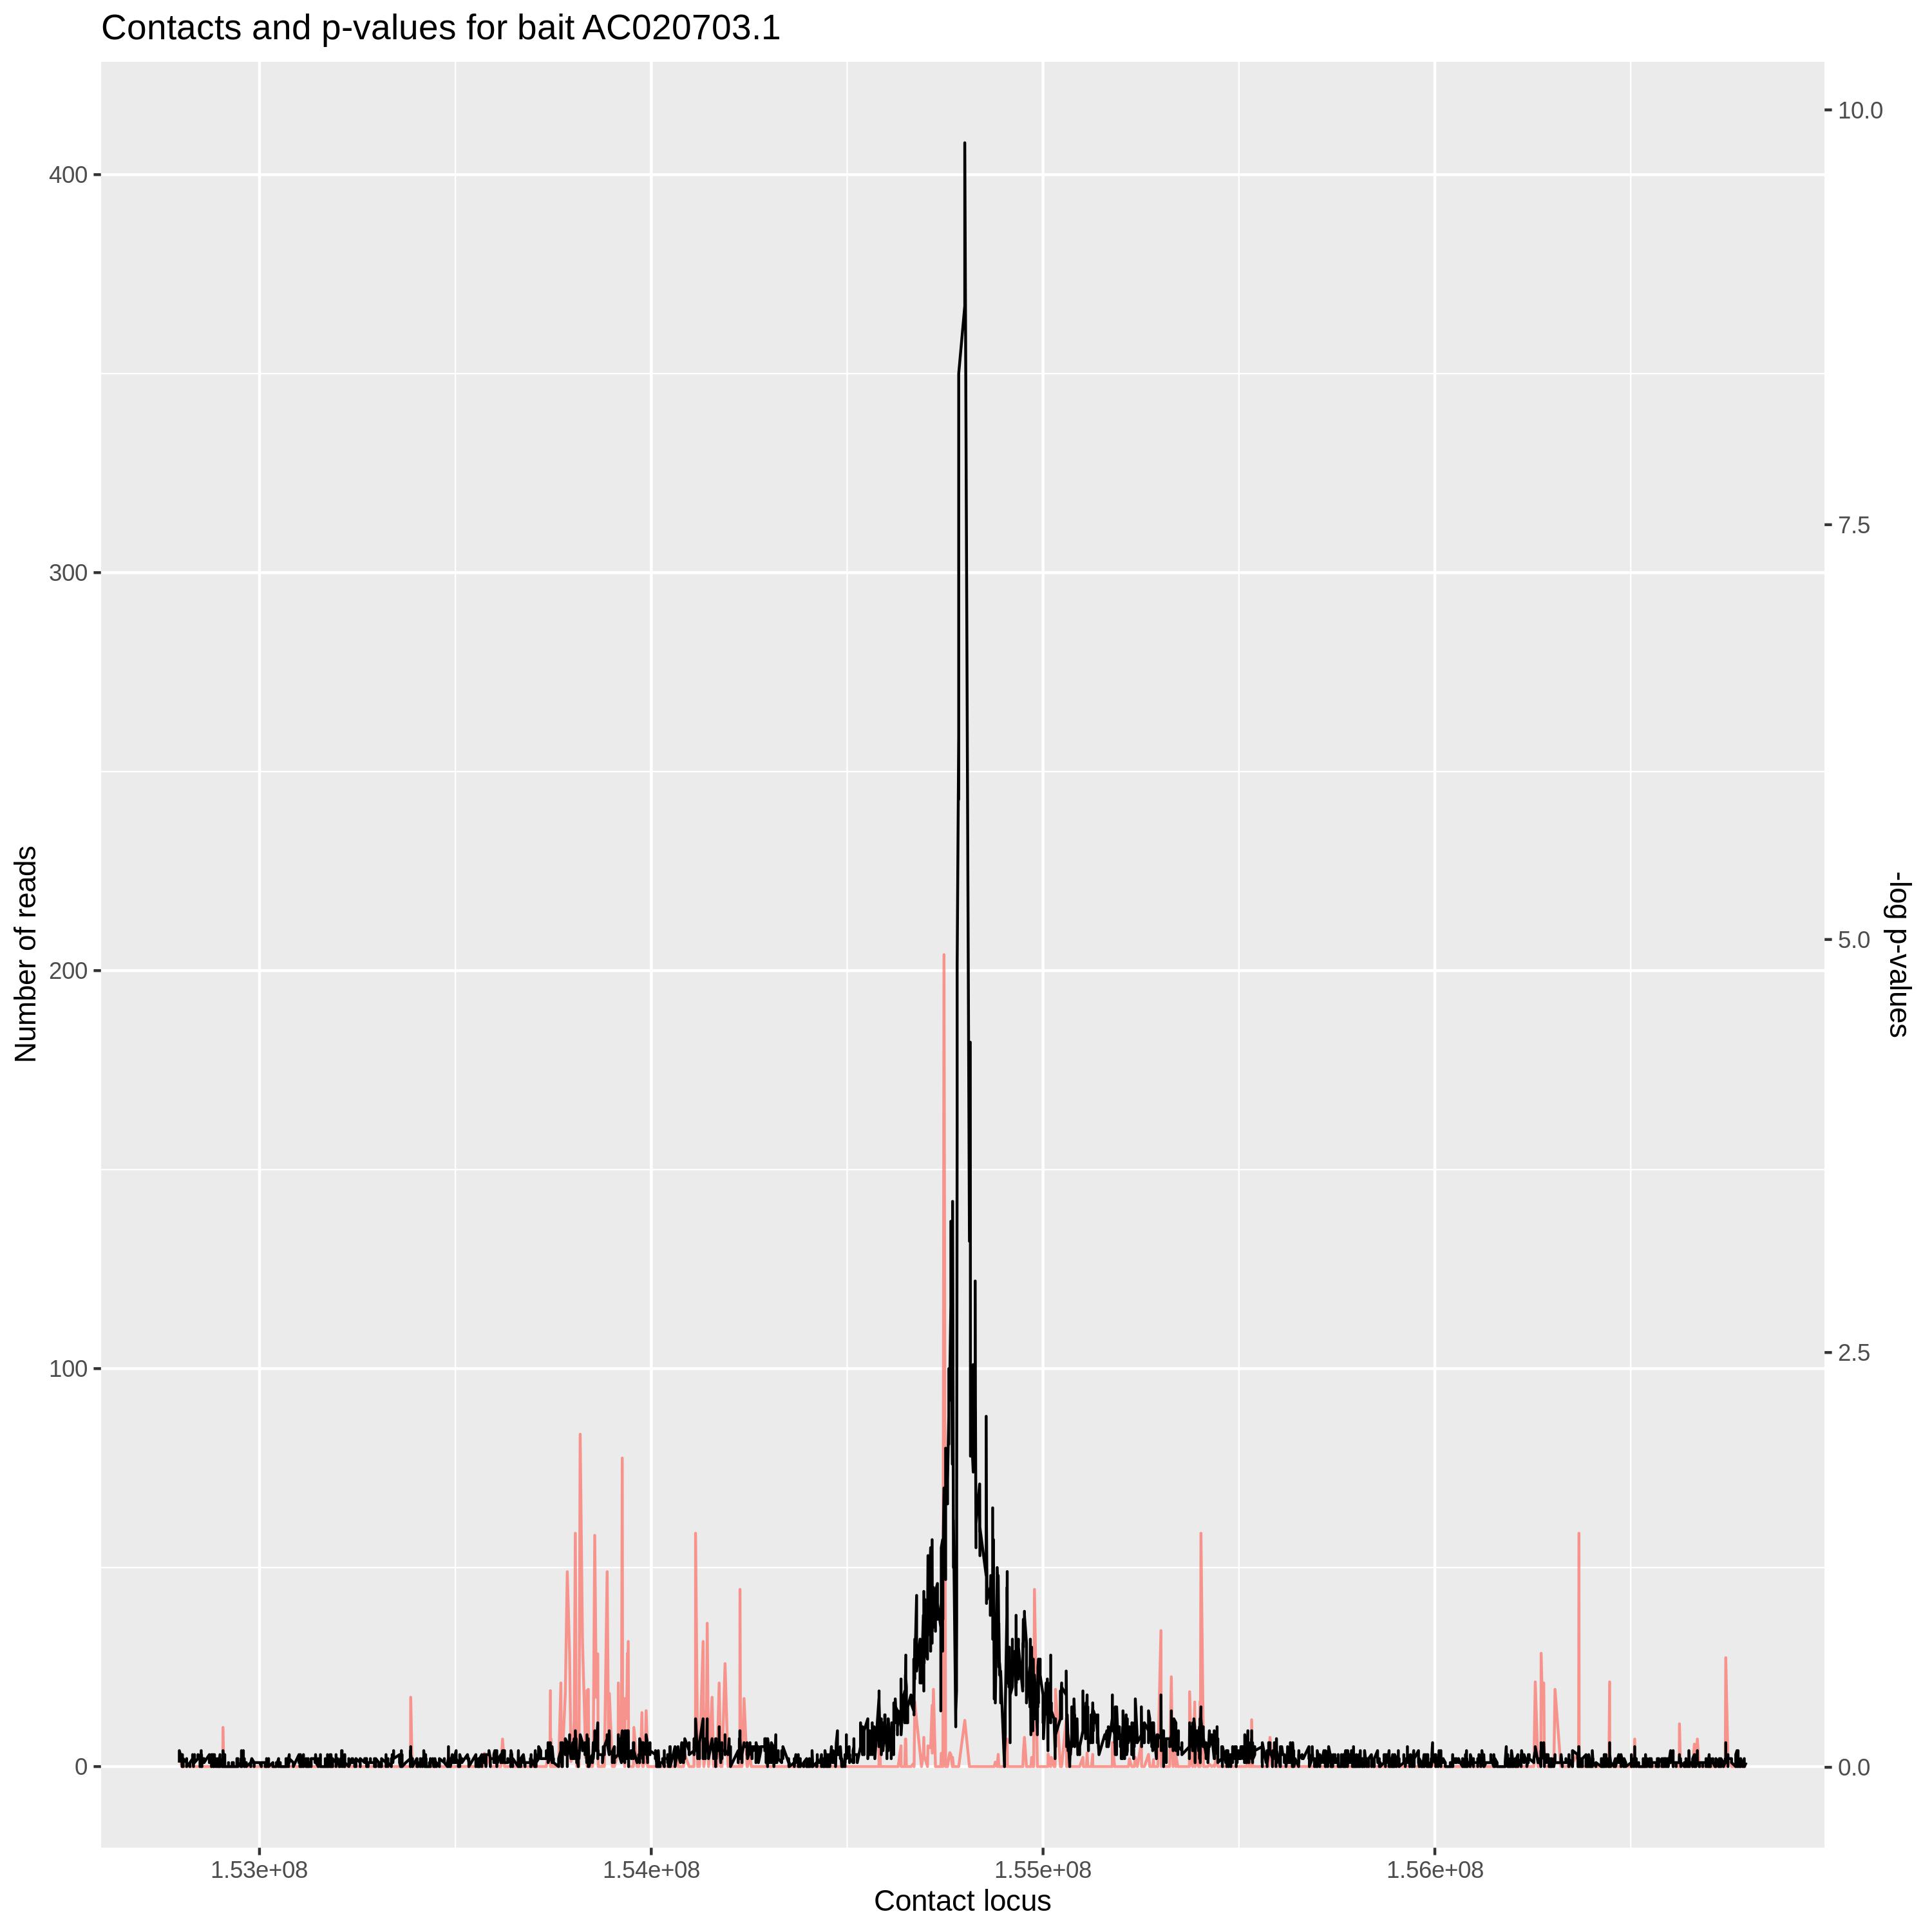 Contacts and p-values for bait AC020703.1
10.0
400
7.5
300
5.0
200
Number of reads
-log p-values
2.5
100
0
0.0
1.53e+08 1.54e+08 1.55e+08 1.56e+08
Contact locus